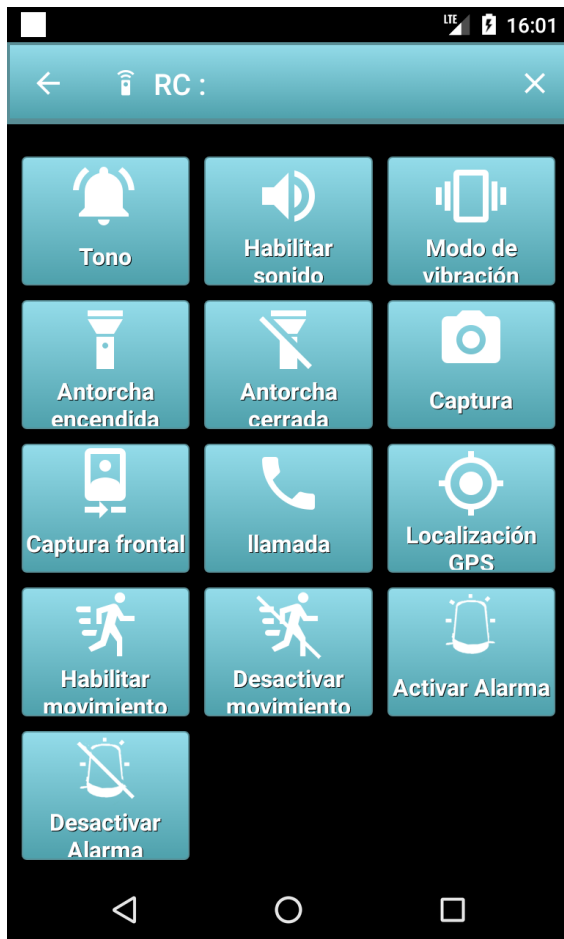 LTE 16:01
RC :
Tono
Habilitar
sonido
Modo de
vibración
Antorcha
encendida
Antorcha
cerrada
Captura
Captura frontal
llamada
Localización
GPS
Habilitar
movimiento
Desactivar
movimiento
Activar Alarma
Desactivar
Alarma